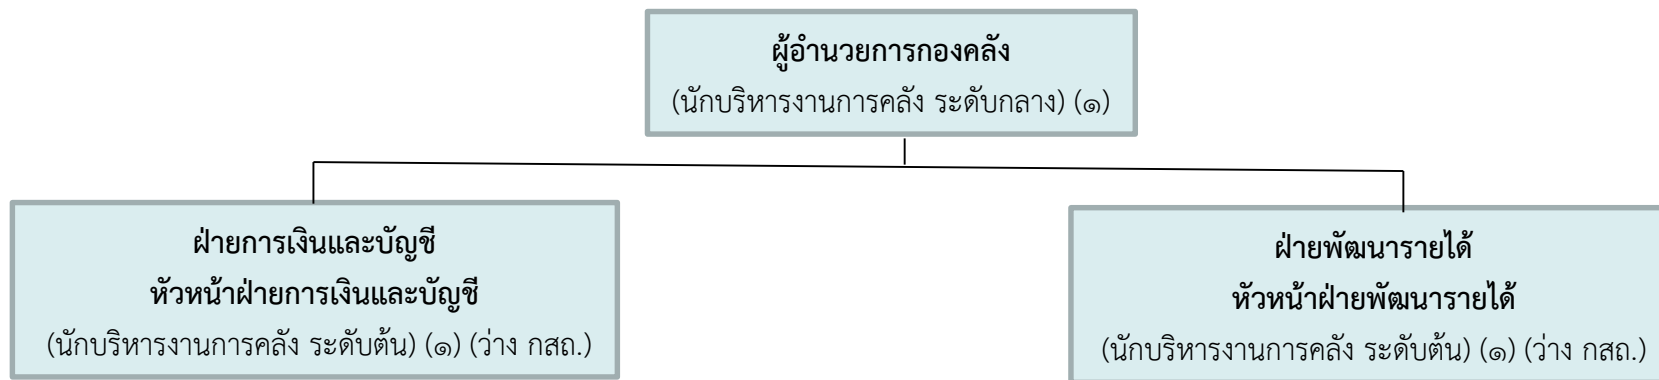 ผู้อำนวยการกองคลัง
(นักบริหารงานการคลัง ระดับกลาง) (๑)
ฝ่ายการเงินและบัญชี
หัวหน้าฝ่ายการเงินและบัญชี
(นักบริหารงานการคลัง ระดับต้น) (๑) (ว่าง กสถ.)
ฝ่ายพัฒนารายได้
หัวหน้าฝ่ายพัฒนารายได้
(นักบริหารงานการคลัง ระดับต้น) (๑) (ว่าง กสถ.)